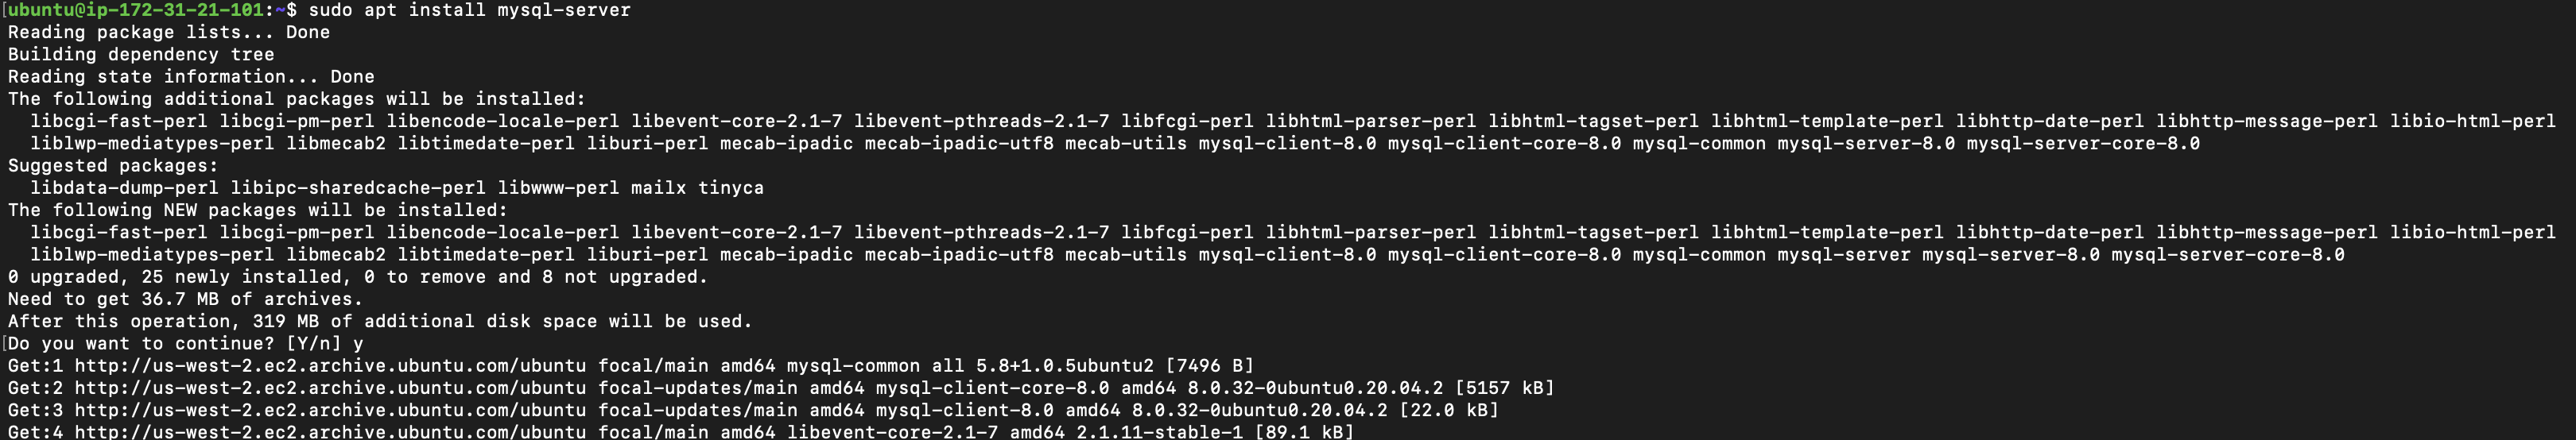 ubuntu@ip-172-31-21-101:~$ sudo apt install mysql-server
Reading package lists... Done
Building dependency tree
Reading state information... Done
The following additional packages will be installed:
  libcgi-fast-perl libcgi-pm-perl libencode-locale-perl libevent-core-2.1-7 libevent-pthreads-2.1-7 libfcgi-perl libhtml-parser-perl libhtml-tagset-perl libhtml-template-perl libhttp-date-perl libhttp-message-perl libio-html-perl
  liblwp-mediatypes-perl libmecab2 libtimedate-perl liburi-perl mecab-ipadic mecab-ipadic-utf8 mecab-utils mysql-client-8.0 mysql-client-core-8.0 mysql-common mysql-server-8.0 mysql-server-core-8.0
Suggested packages:
  libdata-dump-perl libipc-sharedcache-perl libwww-perl mailx tinyca
The following NEW packages will be installed:
  libcgi-fast-perl libcgi-pm-perl libencode-locale-perl libevent-core-2.1-7 libevent-pthreads-2.1-7 libfcgi-perl libhtml-parser-perl libhtml-tagset-perl libhtml-template-perl libhttp-date-perl libhttp-message-perl libio-html-perl
  liblwp-mediatypes-perl libmecab2 libtimedate-perl liburi-perl mecab-ipadic mecab-ipadic-utf8 mecab-utils mysql-client-8.0 mysql-client-core-8.0 mysql-common mysql-server mysql-server-8.0 mysql-server-core-8.0
0 upgraded, 25 newly installed, 0 to remove and 8 not upgraded.
Need to get 36.7 MB of archives.
After this operation, 319 MB of additional disk space will be used.
Do you want to continue? [Y/n] y
Get:1 http://us-west-2.ec2.archive.ubuntu.com/ubuntu focal/main amd64 mysql-common all 5.8+1.0.5ubuntu2 [7496 B]
Get:2 http://us-west-2.ec2.archive.ubuntu.com/ubuntu focal-updates/main amd64 mysql-client-core-8.0 amd64 8.0.32-0ubuntu0.20.04.2 [5157 kB]
Get:3 http://us-west-2.ec2.archive.ubuntu.com/ubuntu focal-updates/main amd64 mysql-client-8.0 amd64 8.0.32-0ubuntu0.20.04.2 [22.0 kB]
Get:4 http://us-west-2.ec2.archive.ubuntu.com/ubuntu focal/main amd64 libevent-core-2.1-7 amd64 2.1.11-stable-1 [89.1 kB]